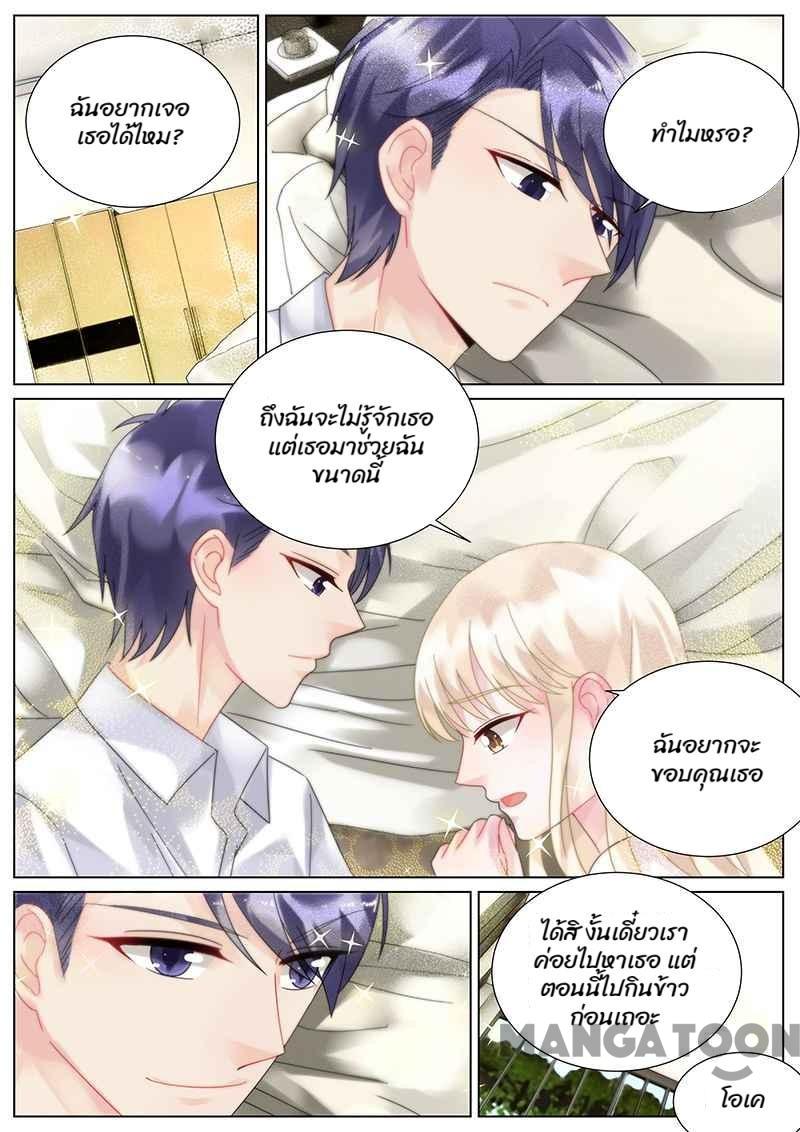 ฉันอยากเจอ
เธอได้ไหม?
ทำไมหรอ?
ถึงฉันจะไม่รู้จักเธอ
แต่เธอมาช่วยฉัน
ขนาดนี้
ฉันอยากจะ
ขอบคุณเธอ
ได้สิ งั้นเดี๋ยวเรา
ค่อยไปหาเธอ แต่
ตอนนี้ไปกินข้าว
ก่อนเถอะ
MANGATOON
โอเค